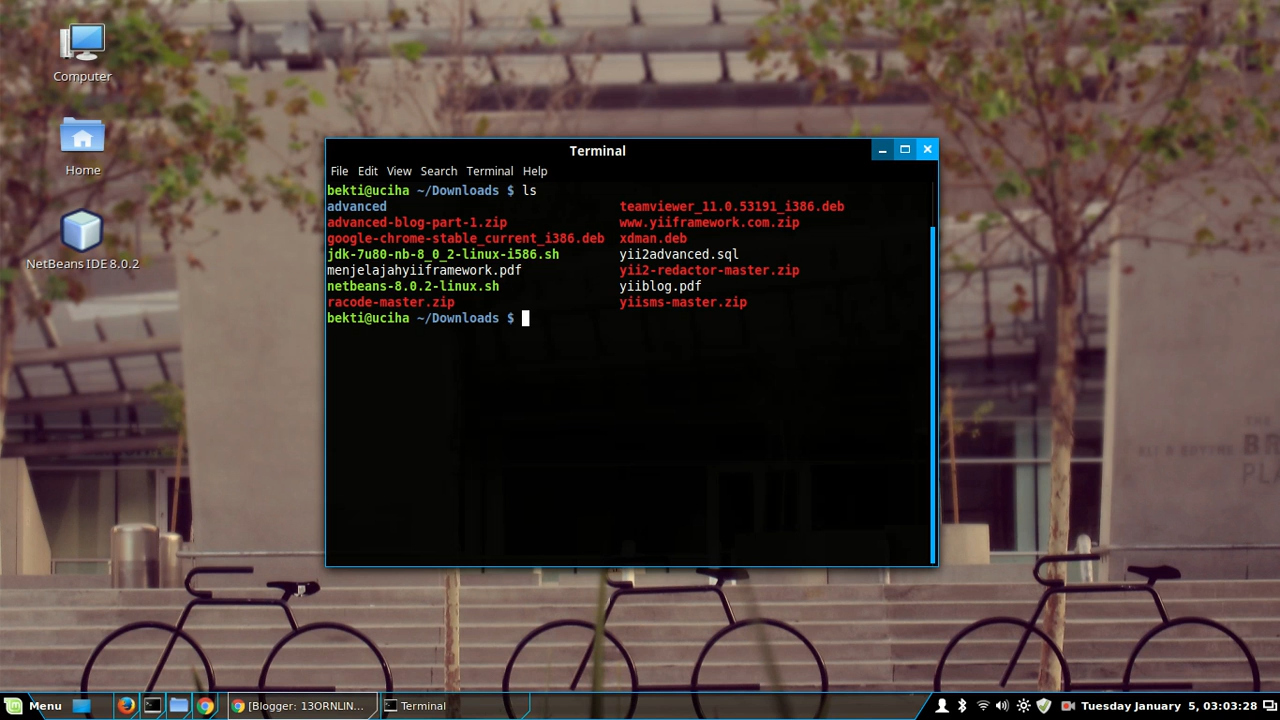 Computer
Home
NetBeans IDE 8.0.2
Terminal
File Edit View Search Terminal Help
bekti@uciha ~/Downloads $ ls
advanced teamviewer_11.0.53191_i386.deb
advanced-blog-part-1.zip www.yiiframework.com.zip
google-chrome-stable_current_i386.deb xdman.deb
jdk-7u80-nb-8_0_2-linux-i586.sh yii2advanced.sql
menjelajahyiiframework.pdf yii2-redactor-master.zip
netbeans-8.0.2-linux.sh yiiblog.pdf
racode-master.zip yiisms-master.zip
bekti@uciha ~/Downloads $
Menu [Blogger: 13ORNLIN... Terminal Tuesday January 5, 03:03:28